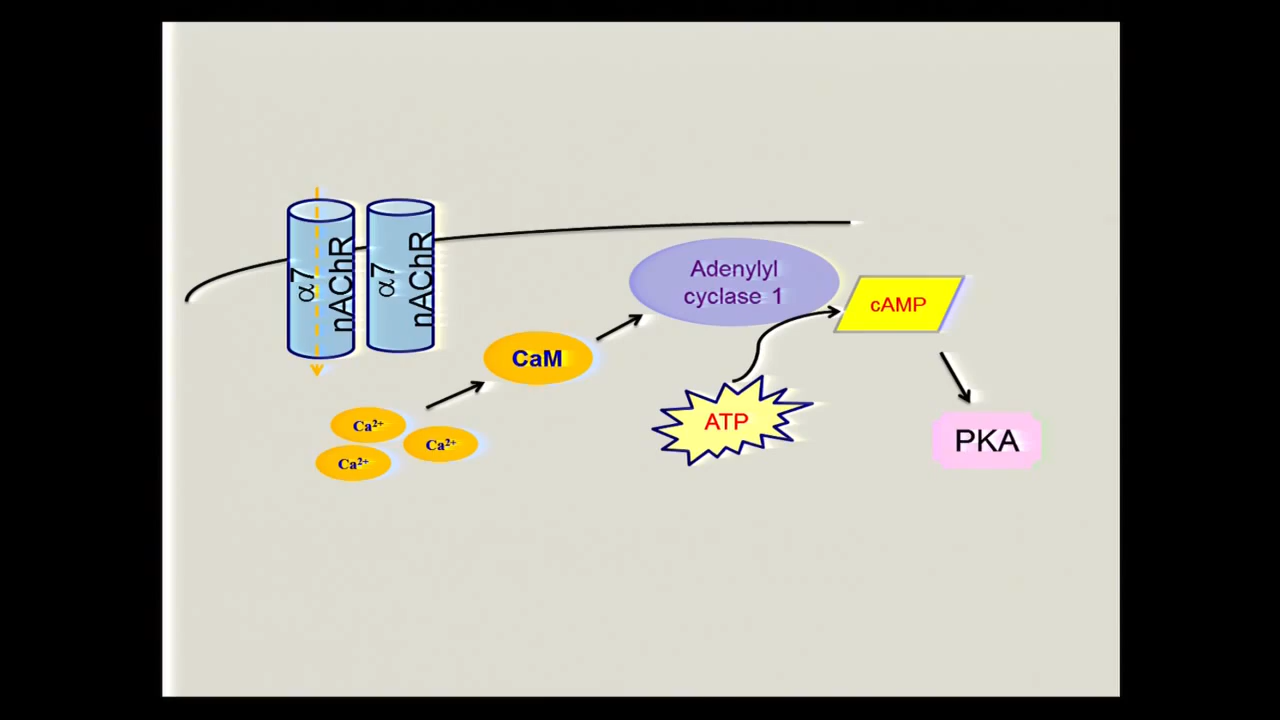 α7
nAChR
α7
nAChR
Adenylyl
cyclase 1
cAMP
CaM
ATP
Ca²⁺
Ca²⁺
Ca²⁺
PKA